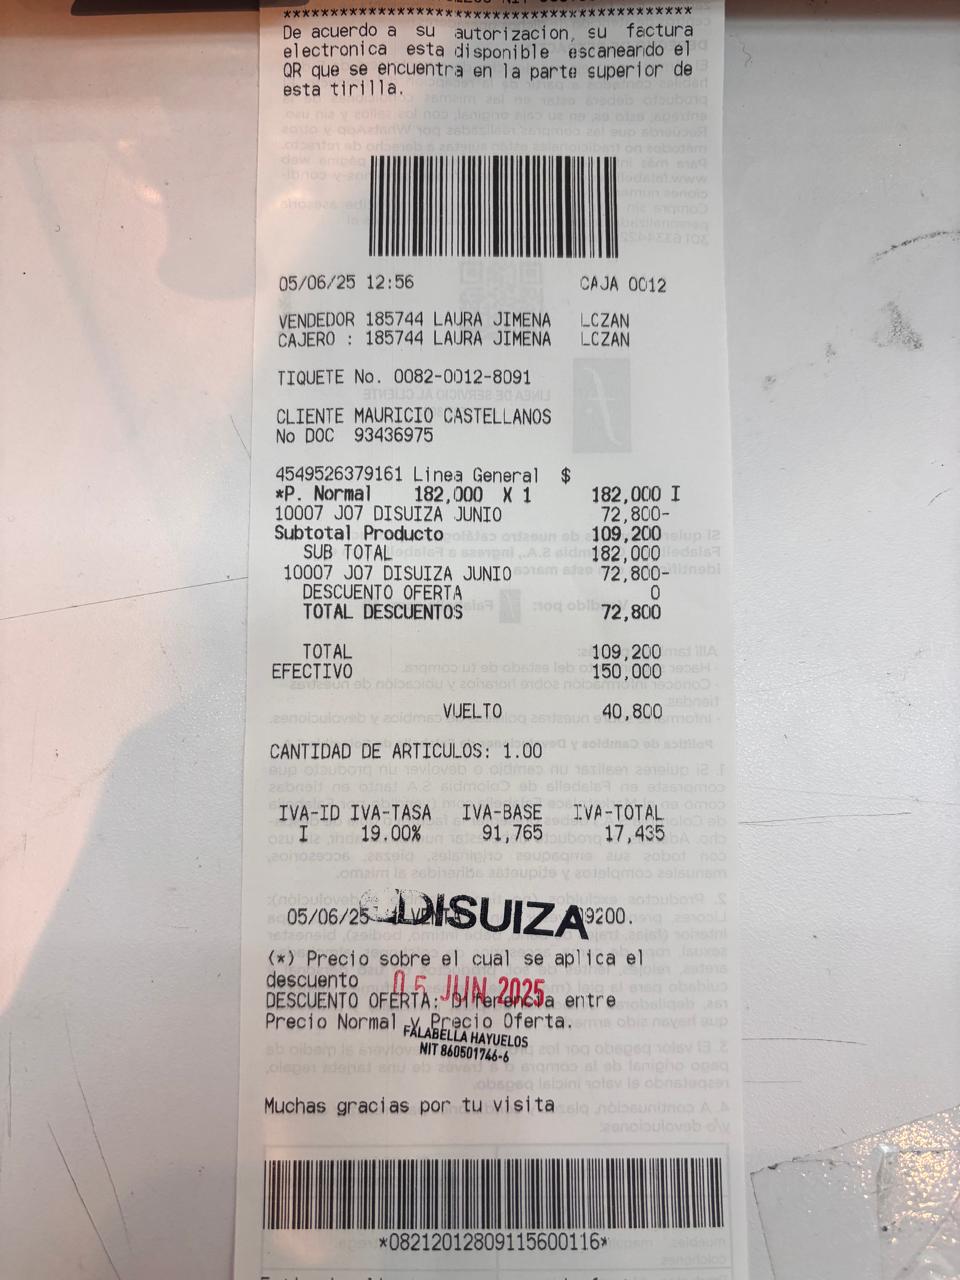 ****************************************************
De acuerdo a su autorizacion, su factura
electronica esta disponible escaneando el
QR que se encuentra en la parte superior de
esta tirilla.
05/06/25 12:56 CAJA 0012
VENDEDOR 185744 LAURA JIMENA LCZAN
CAJERO : 185744 LAURA JIMENA LCZAN
TIQUETE No. 0082-0012-8091
CLIENTE MAURICIO CASTELLANOS
No DOC 93436975
4549526379161 Linea General $
*P. Normal 182,000 X 1 182,000 I
10007 J07 DISUIZA JUNIO 72,800-
Subtotal Producto 109,200
SUB TOTAL 182,000
10007 J07 DISUIZA JUNIO 72,800-
DESCUENTO OFERTA 0
TOTAL DESCUENTOS 72,800
TOTAL 109,200
EFECTIVO 150,000
VUELTO 40,800
CANTIDAD DE ARTICULOS: 1.00
IVA-ID IVA-TASA IVA-BASE IVA-TOTAL
I 19.00% 91,765 17,435
DISUIZA
05/06/25 9200.
(*) Precio sobre el cual se aplica el
descuento
05 JUN 2025
DESCUENTO OFERTA: Diferencia entre
Precio Normal y Precio Oferta.
FALABELLA HAYUELOS
NIT 860501746-6
Muchas gracias por tu visita
*08212012809115600116*